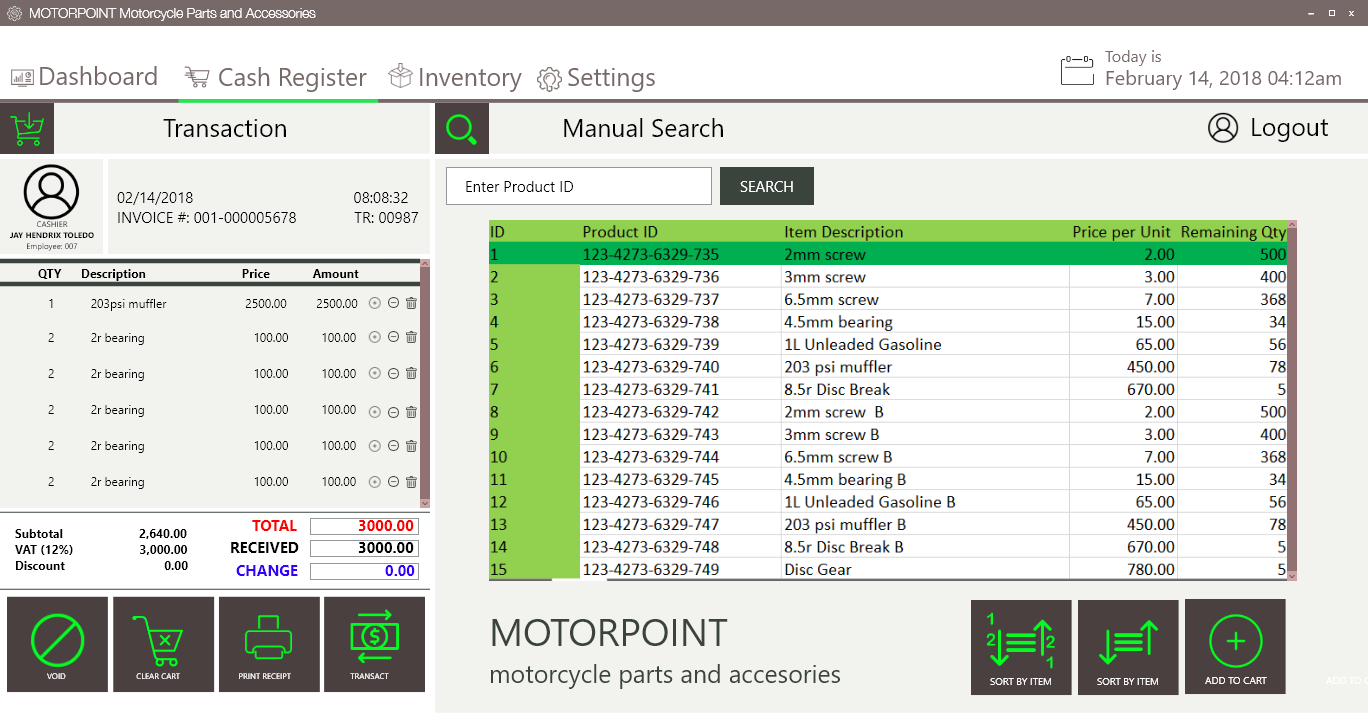 MOTORPOINT Motorcycle Parts and Accessories
Dashboard Cash Register Inventory Settings
Today is
February 14, 2018 04:12am
Transaction
Manual Search
Logout
CASHIER
JAY HENDRIX TOLEDO
Employee: 007
02/14/2018 08:08:32
INVOICE #: 001-000005678 TR: 00987
QTY Description Price Amount
1 203psi muffler 2500.00 2500.00
2 2r bearing 100.00 100.00
2 2r bearing 100.00 100.00
2 2r bearing 100.00 100.00
2 2r bearing 100.00 100.00
2 2r bearing 100.00 100.00
Subtotal 2,640.00
VAT (12%) 3,000.00
Discount 0.00
TOTAL 3000.00
RECEIVED 3000.00
CHANGE 0.00
VOID
CLEAR CART
PRINT RECEIPT
TRANSACT
Enter Product ID
SEARCH
ID Product ID Item Description Price per Unit Remaining Qty
1 123-4273-6329-735 2mm screw 2.00 500
2 123-4273-6329-736 3mm screw 3.00 400
3 123-4273-6329-737 6.5mm screw 7.00 368
4 123-4273-6329-738 4.5mm bearing 15.00 34
5 123-4273-6329-739 1L Unleaded Gasoline 65.00 56
6 123-4273-6329-740 203 psi muffler 450.00 78
7 123-4273-6329-741 8.5r Disc Break 670.00 5
8 123-4273-6329-742 2mm screw B 2.00 500
9 123-4273-6329-743 3mm screw B 3.00 400
10 123-4273-6329-744 6.5mm screw B 7.00 368
11 123-4273-6329-745 4.5mm bearing B 15.00 34
12 123-4273-6329-746 1L Unleaded Gasoline B 65.00 56
13 123-4273-6329-747 203 psi muffler B 450.00 78
14 123-4273-6329-748 8.5r Disc Break B 670.00 5
15 123-4273-6329-749 Disc Gear 780.00 5
MOTORPOINT
motorcycle parts and accesories
1 2 2 1
SORT BY ITEM
SORT BY ITEM
ADD TO CART
ADD TO C